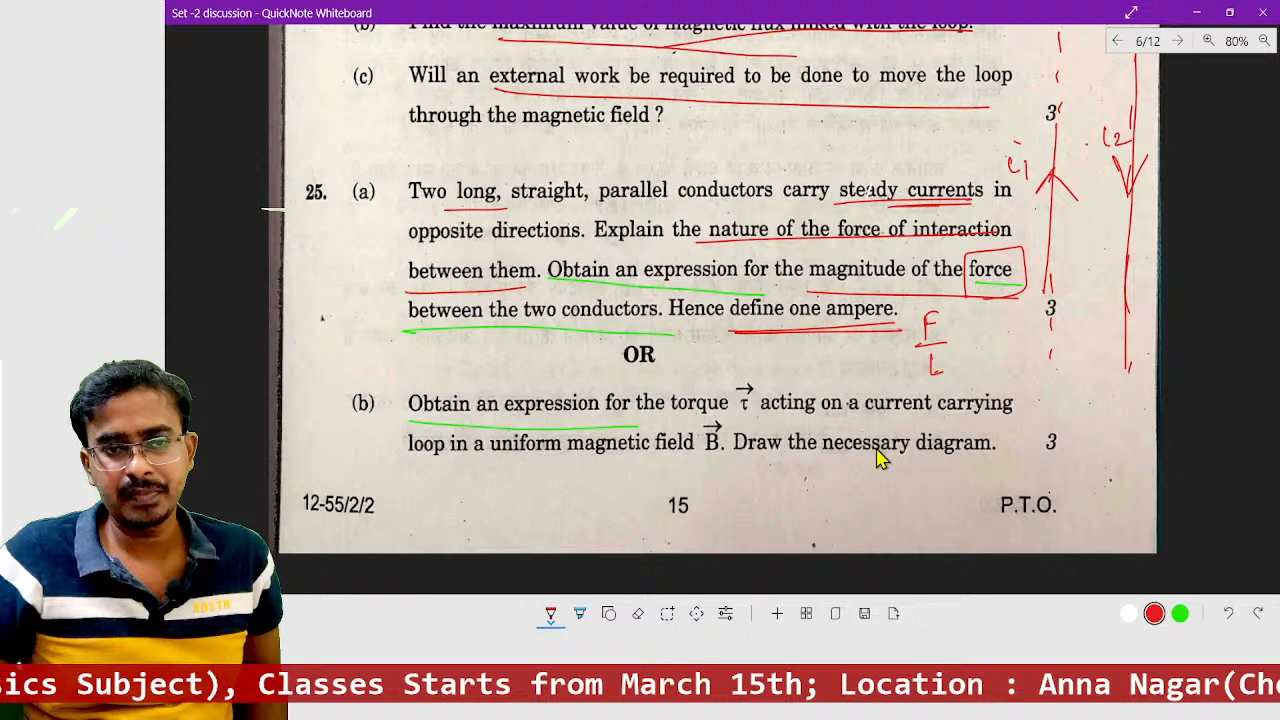 Set -2 discussion - QuickNote Whiteboard
6/12
80%
(c) Will an external work be required to be done to move the loop
through the magnetic field ? 3
i1
i2
25. (a) Two long, straight, parallel conductors carry steady currents in
opposite directions. Explain the nature of the force of interaction
between them. Obtain an expression for the magnitude of the force
between the two conductors. Hence define one ampere. 3
F
L
OR
(b) Obtain an expression for the torque τ⃗ acting on a current carrying
loop in a uniform magnetic field B⃗. Draw the necessary diagram. 3
12-55/2/2 15 P.T.O.
sics Subject), Classes Starts from March 15th; Location : Anna Nagar(Che